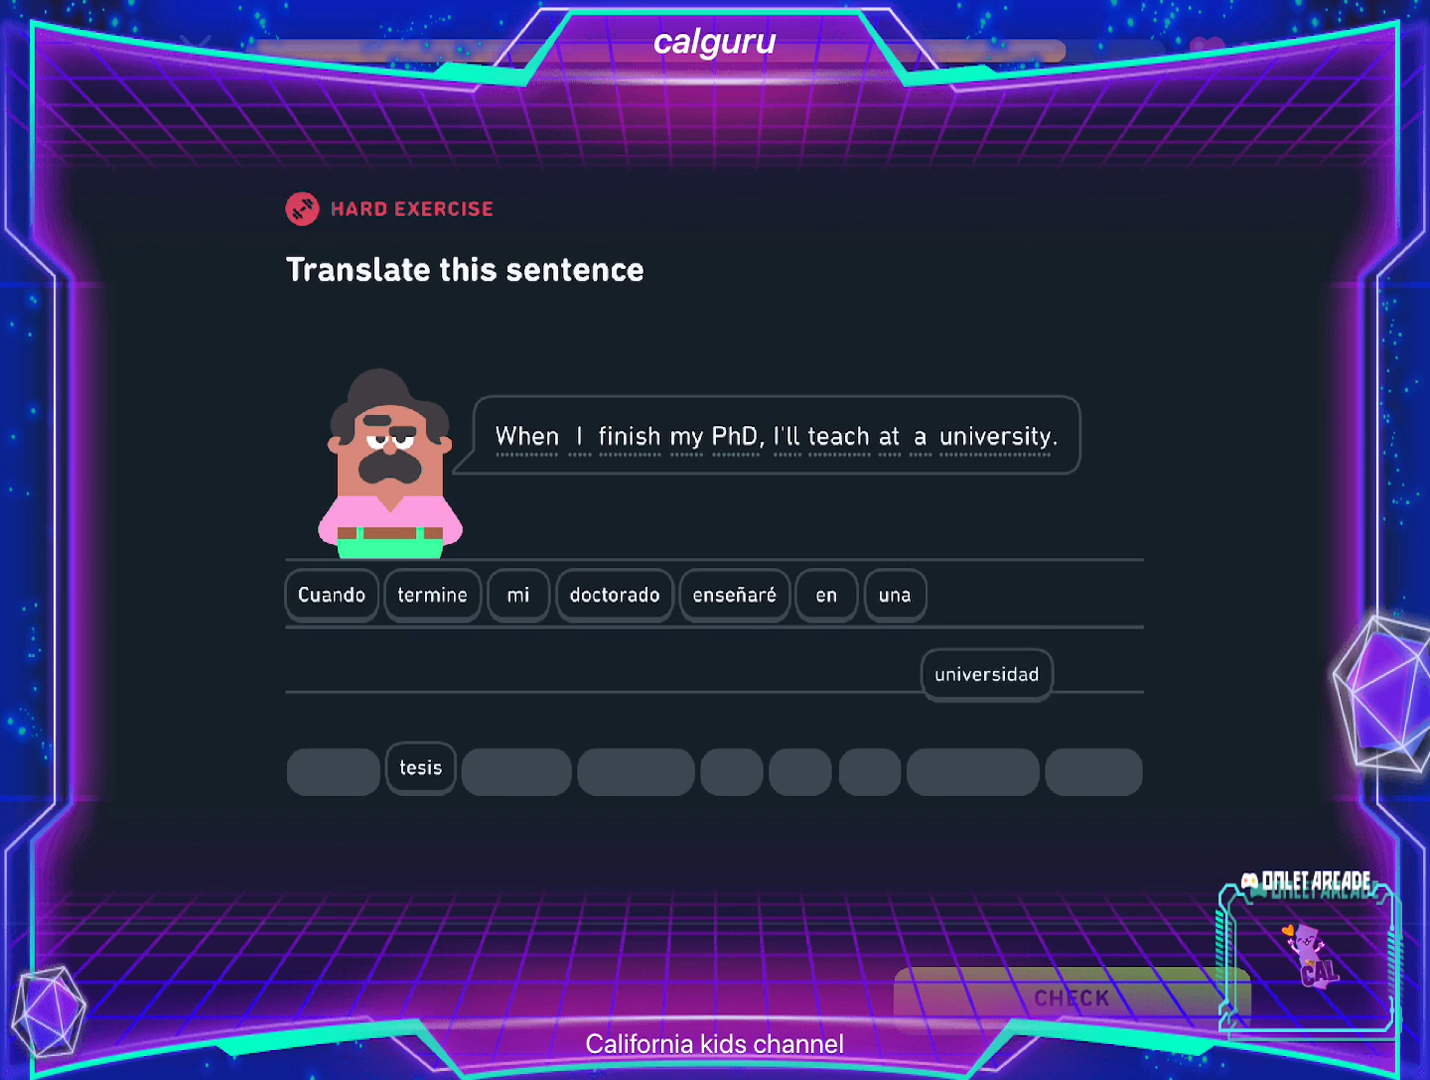 calguru
HARD EXERCISE
Translate this sentence
When I finish my PhD, I'll teach at a university.
Cuando termine mi doctorado enseñaré en una
universidad
tesis
ONLET ARCADE
CAL
CHECK
California kids channel